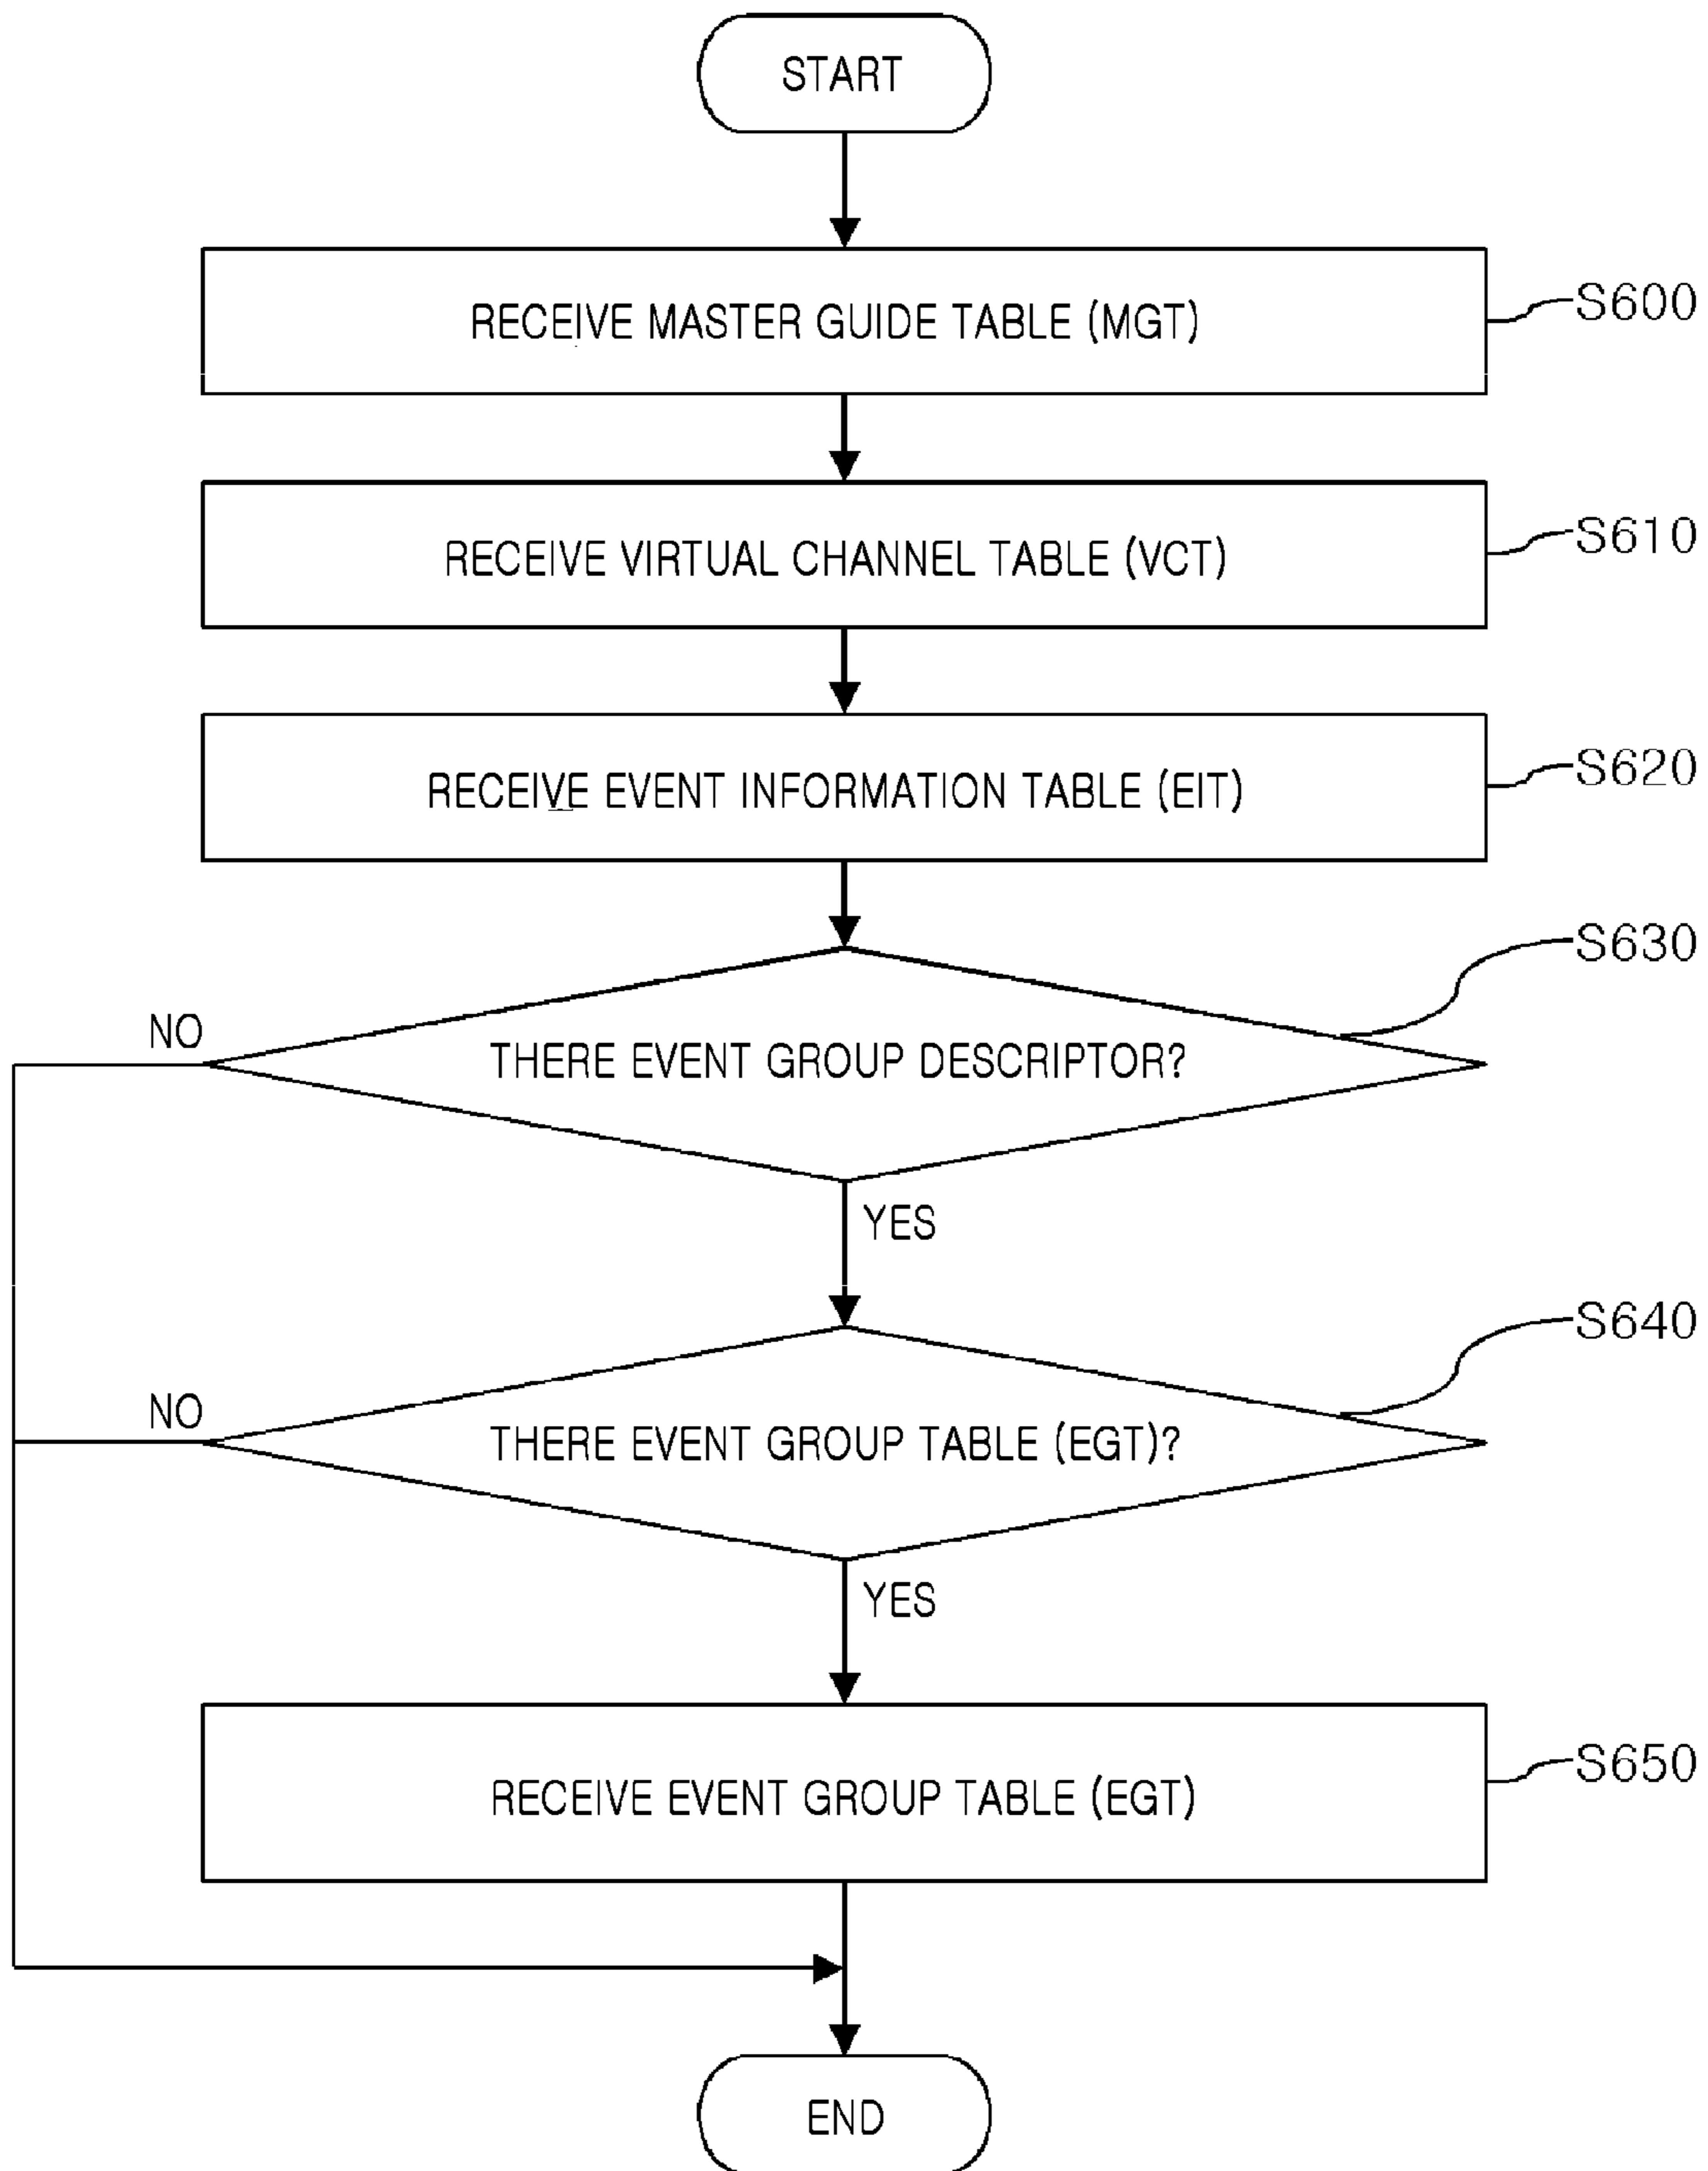 START
RECEIVE MASTER GUIDE TABLE (MGT)
S600
RECEIVE VIRTUAL CHANNEL TABLE (VCT)
S610
RECEIVE EVENT INFORMATION TABLE (EIT)
S620
S630
NO
THERE EVENT GROUP DESCRIPTOR?
YES
S640
NO
THERE EVENT GROUP TABLE (EGT)?
YES
RECEIVE EVENT GROUP TABLE (EGT)
S650
END